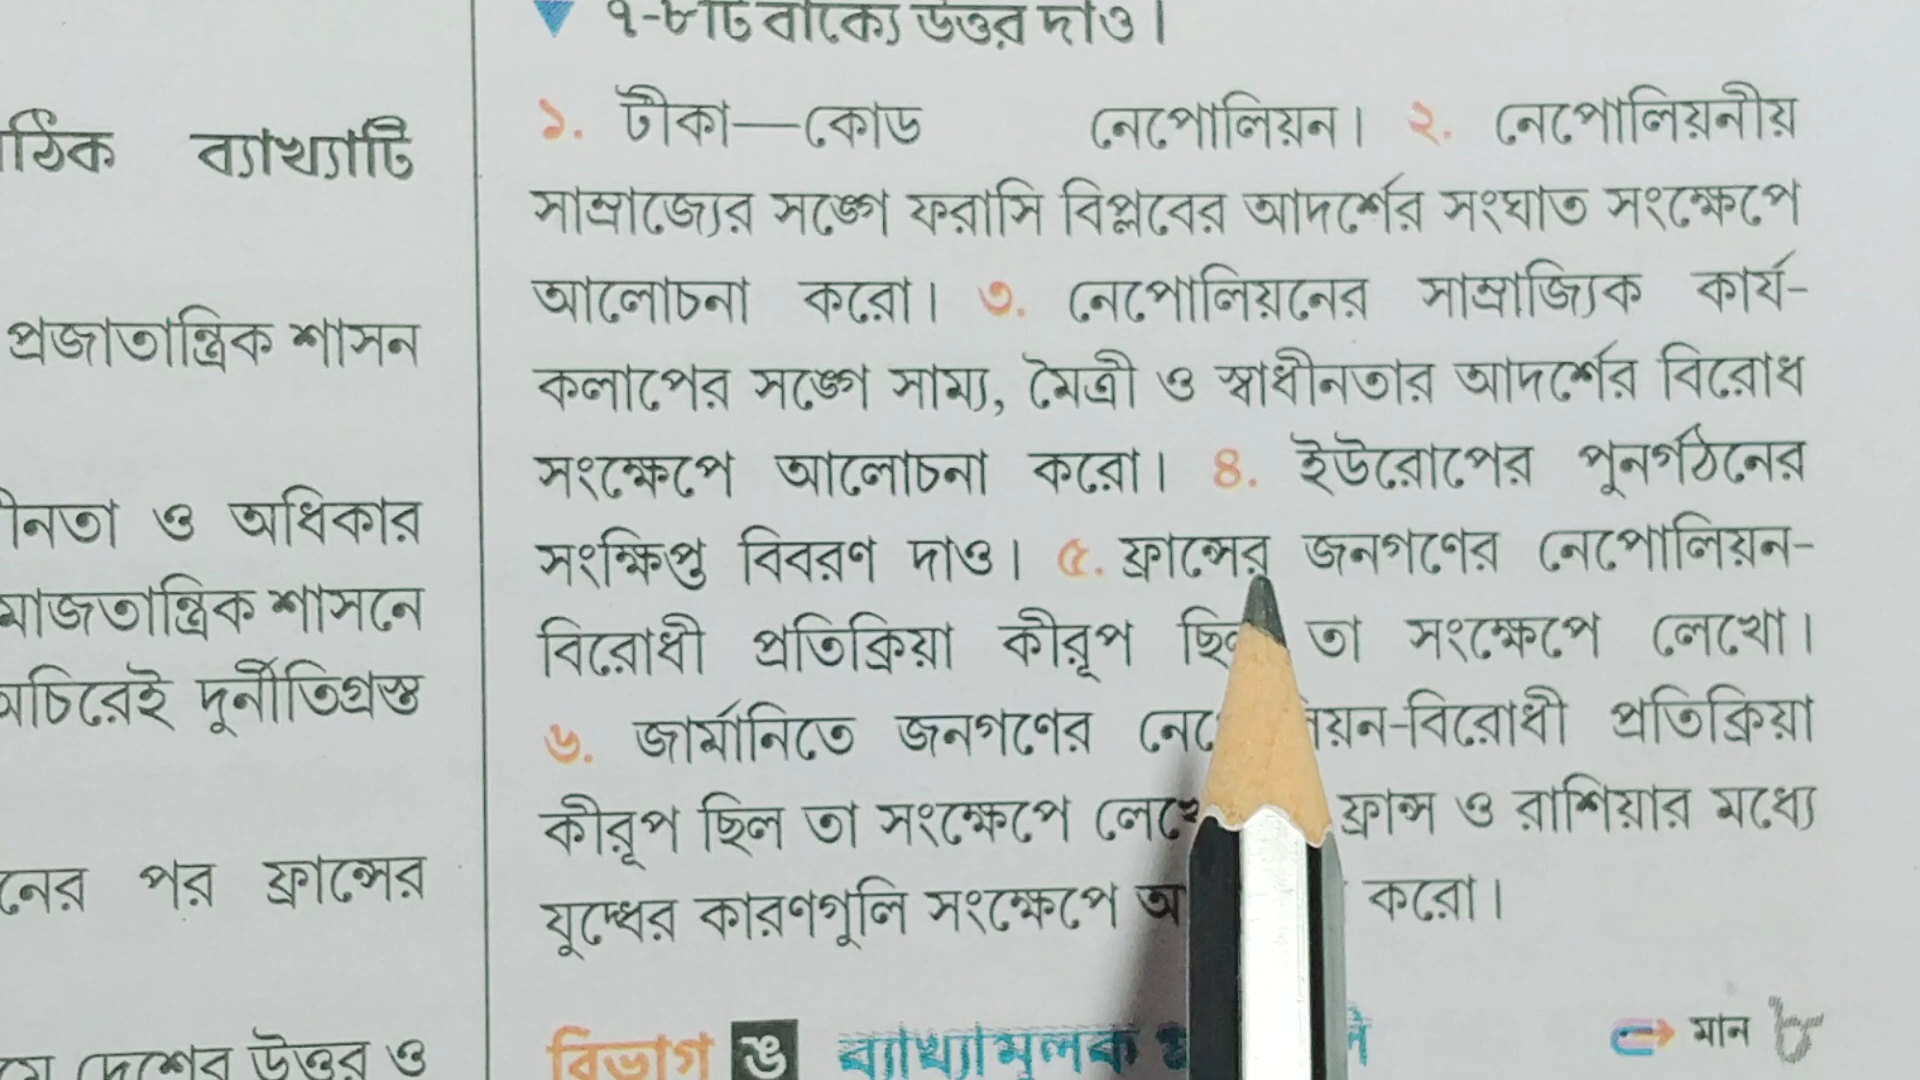 ঠিক ব্যাখ্যাটি
প্রজাতান্ত্রিক শাসন
ও অধিকার
শাসনে
অচিরেই দুর্নীতিগ্রস্ত
পর ফ্রান্সের
দেশের উত্তর ও
৭-৮টি বাক্যে উত্তর দাও।
১. টীকা—কোড নেপোলিয়ন। ২. নেপোলিয়নীয়
সাম্রাজ্যের সঙ্গে ফরাসি বিপ্লবের আদর্শের সংঘাত সংক্ষেপে
আলোচনা করো। ৩. নেপোলিয়নের সাম্রাজ্যিক কার্য-
কলাপের সঙ্গে সাম্য, মৈত্রী ও স্বাধীনতার আদর্শের বিরোধ
সংক্ষেপে আলোচনা করো। ৪. ইউরোপের পুনর্গঠনের
সংক্ষিপ্ত বিবরণ দাও। ৫. ফ্রান্সের জনগণের নেপোলিয়ন-
বিরোধী প্রতিক্রিয়া কীরূপ ছিল তা সংক্ষেপে লেখো।
৬. জার্মানিতে জনগণের বিরোধী প্রতিক্রিয়া
কীরূপ ছিল তা সংক্ষেপে ফ্রান্স ও রাশিয়ার মধ্যে
যুদ্ধের কারণগুলি সংক্ষেপে করো।
বিভাগ ঙ ব্যাখ্যামূলক মান ৮